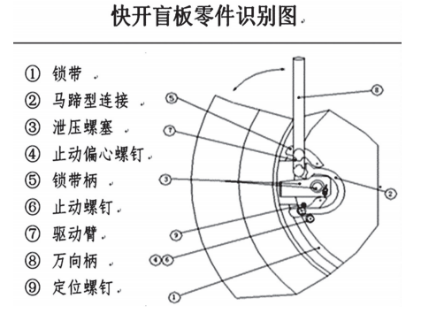 快开盲板零件识别图
① 锁带
② 马蹄型连接
③ 泄压螺塞
④ 止动偏心螺钉
⑤ 锁带柄
⑥ 止动螺钉
⑦ 驱动臂
⑧ 万向柄
⑨ 定位螺钉
⑤
⑧
⑦
③
②
⑨
④⑥
①